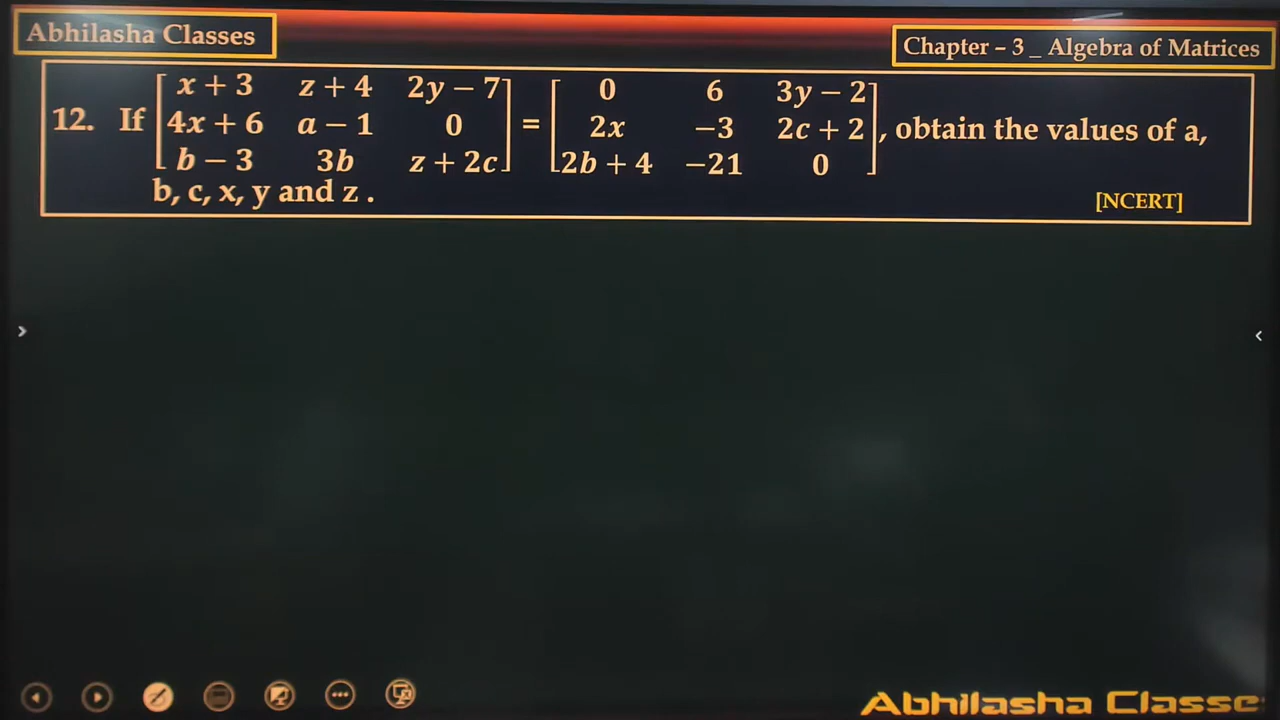 Abhilasha Classes
Chapter – 3 _ Algebra of Matrices
12. If [x + 3 z + 4 2y – 7] = [0 6 3y – 2], obtain the values of a,
[4x + 6 a – 1 0] [2x –3 2c + 2]
[b – 3 3b z + 2c] [2b + 4 –21 0]
b, c, x, y and z .
[NCERT]
Abhilasha Classe